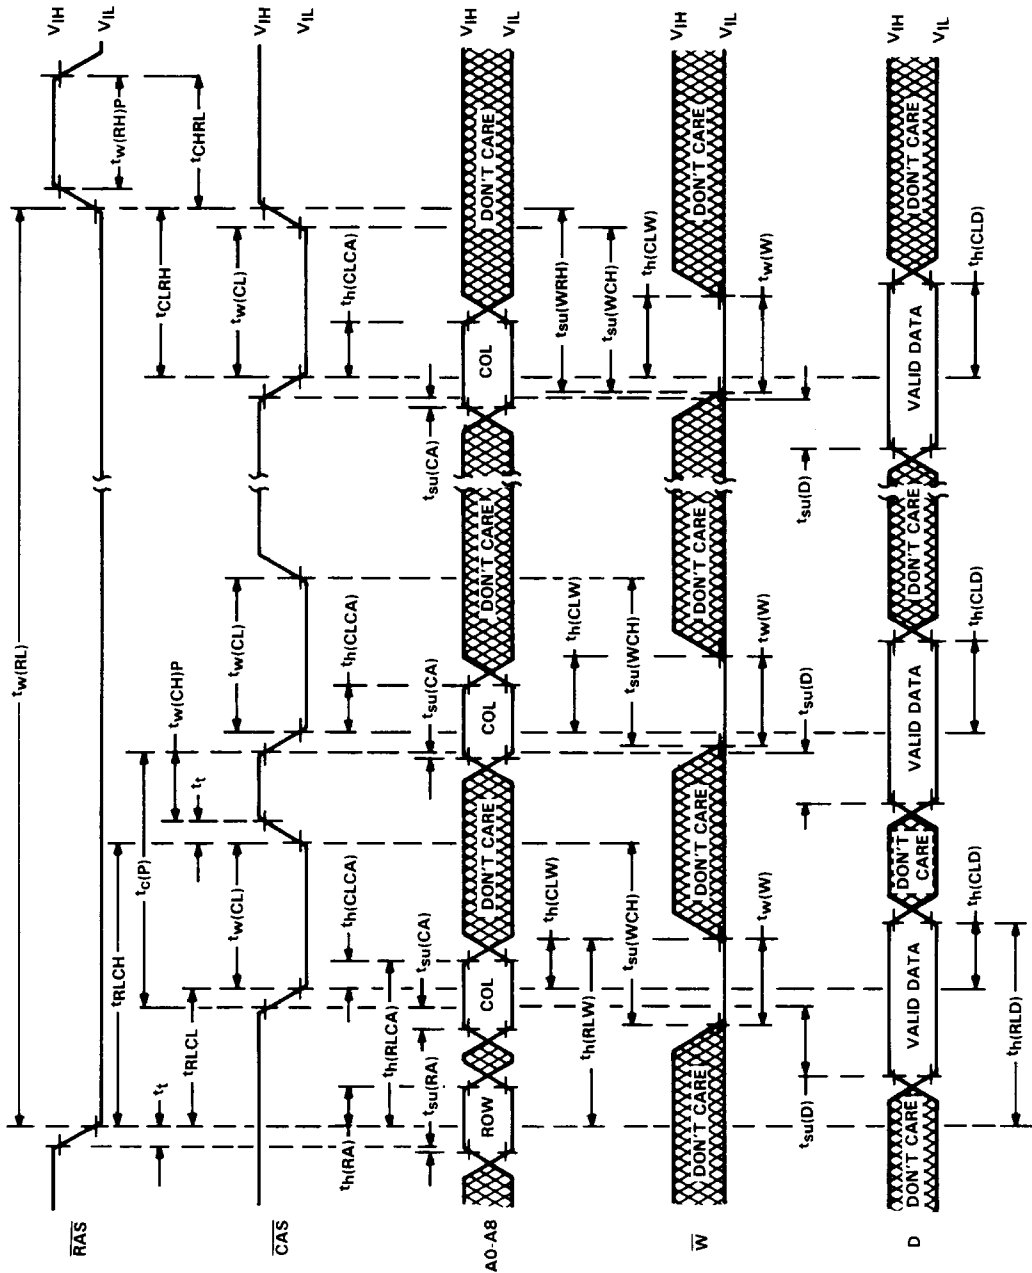 tw(RL)
R̅A̅S̅
VIH
VIL
tRLCH
tw(RH)P
tc(P)
tt
tCLRH
tw(CH)P
tRLCL
tt
tCHRL
tw(CL)
tw(CL)
tw(CL)
C̅A̅S̅
VIH
VIL
th(RA)
th(CLCA)
th(CLCA)
th(CLCA)
th(RLCA)
tsu(RA)
tsu(CA)
tsu(CA)
tsu(CA)
A0-A8
ROW
COL
DON'T CARE
COL
DON'T CARE
COL
DON'T CARE
VIH
VIL
th(CLW)
tsu(WRH)
th(CLW)
th(RLW)
tsu(WCH)
tsu(WCH)
tsu(WCH)
th(CLW)
W̅
DON'T CARE
DON'T CARE
DON'T CARE
DON'T CARE
VIH
VIL
tw(W)
tw(W)
tw(W)
tsu(D)
tsu(D)
tsu(D)
D
DON'T CARE
VALID DATA
DON'T
CARE
VALID DATA
DON'T CARE
VALID DATA
DON'T CARE
VIH
VIL
th(CLD)
th(CLD)
th(CLD)
th(RLD)